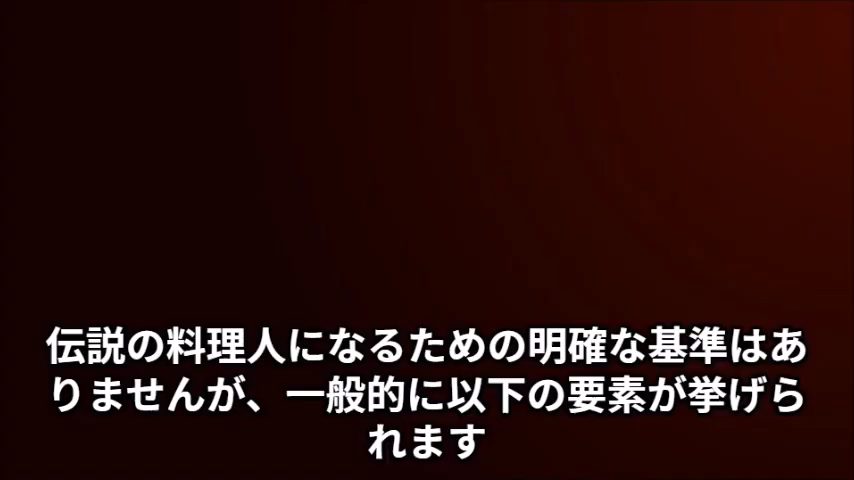 伝説の料理人になるための明確な基準はあ
りませんが、一般的に以下の要素が挙げら
れます